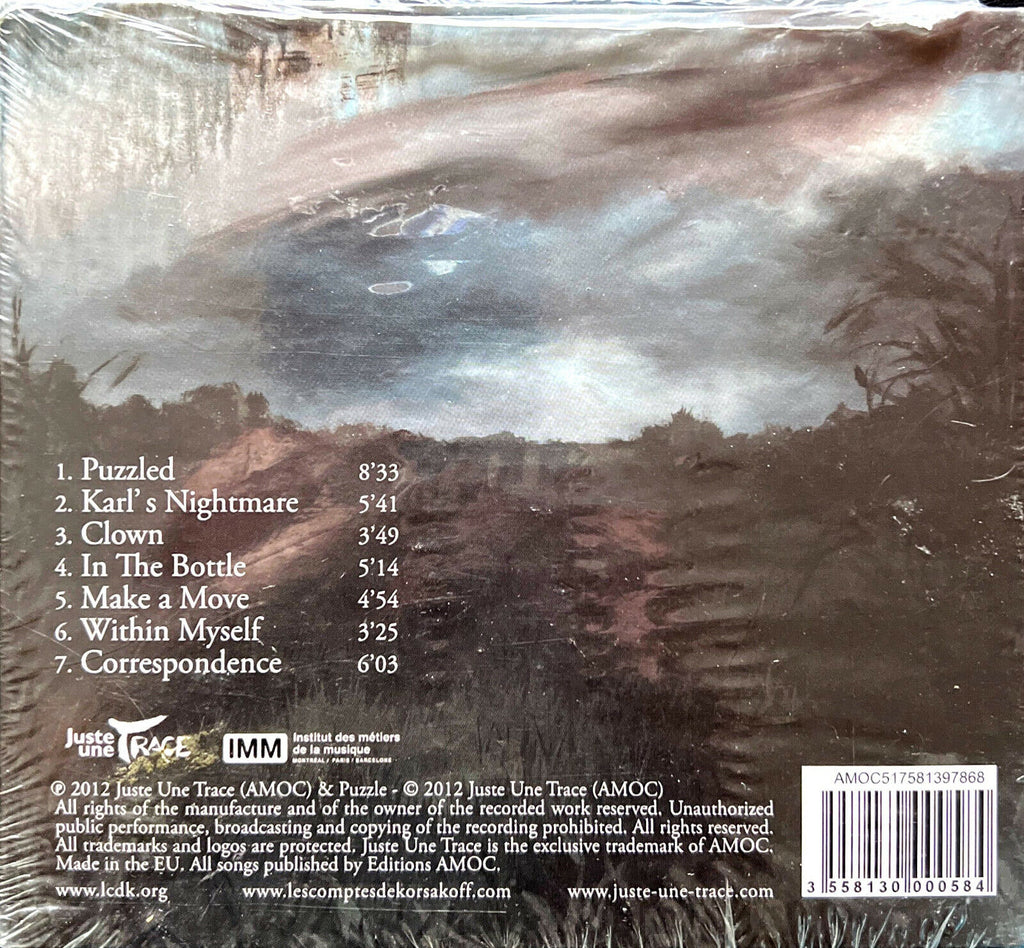 1. Puzzled 8'33
2. Karl's Nightmare 5'41
3. Clown 3'49
4. In The Bottle 5'14
5. Make a Move 4'54
6. Within Myself 3'25
7. Correspondence 6'03
Juste
une TRACE
IMM
Institut des métiers
de la musique
MONTRÉAL / PARIS / BARCELONE
℗ 2012 Juste Une Trace (AMOC) & Puzzle - © 2012 Juste Une Trace (AMOC)
All rights of the manufacture and of the owner of the recorded work reserved. Unauthorized
public performance, broadcasting and copying of the recording prohibited. All rights reserved.
All trademarks and logos are protected. Juste Une Trace is the exclusive trademark of AMOC.
Made in the EU. All songs published by Editions AMOC.
www.lcdk.org www.lescomptesdekorsakoff.com www.juste-une-trace.com
AMOC517581397868
3 558130 000584